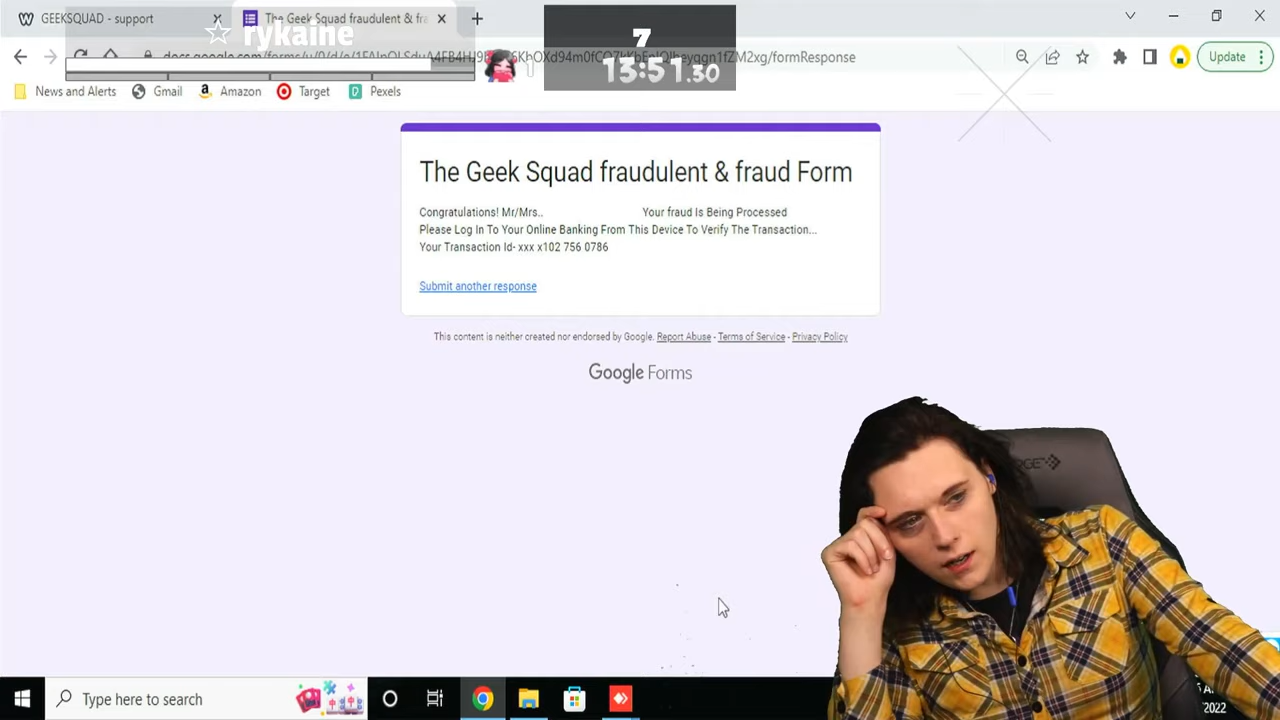 GEEKSQUAD - support
The Geek Squad fraudulent & fra
rykaine
7
13:51.30
formResponse
Update
News and Alerts
Gmail
Amazon
Target
Pexels
The Geek Squad fraudulent & fraud Form
Congratulations! Mr/Mrs.. Your fraud Is Being Processed
Please Log In To Your Online Banking From This Device To Verify The Transaction...
Your Transaction Id- xxx x102 756 0786
Submit another response
This content is neither created nor endorsed by Google. Report Abuse - Terms of Service - Privacy Policy
Google Forms
Type here to search
2022